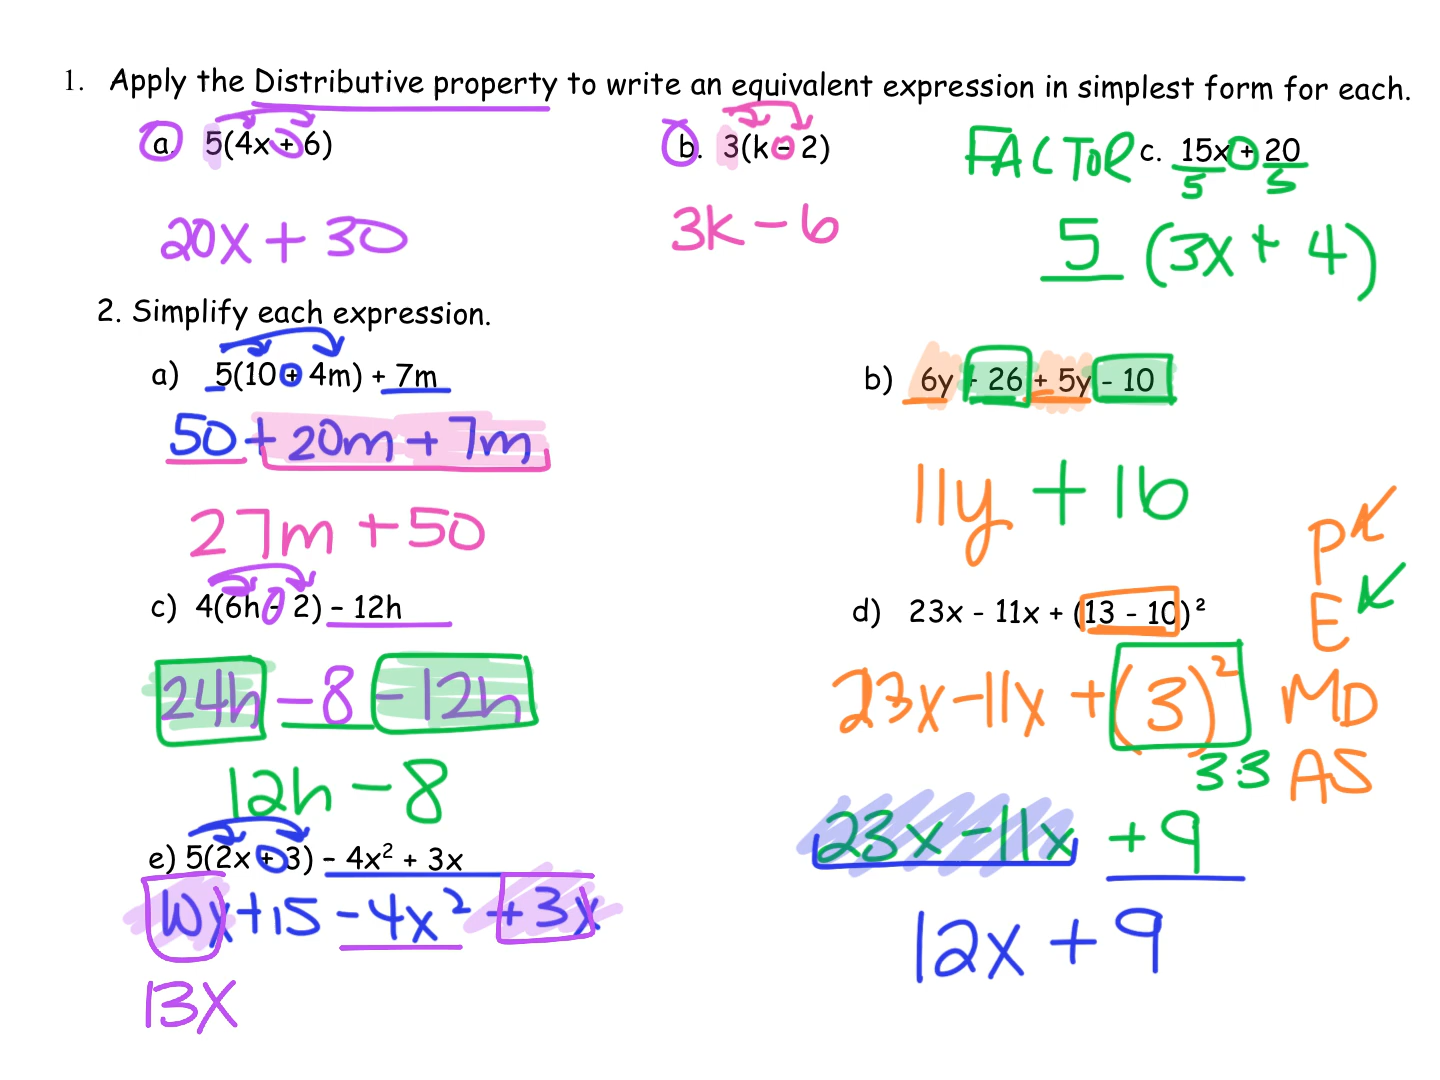 1. Apply the Distributive property to write an equivalent expression in simplest form for each.
a. 5(4x + 6)
20x + 30
b. 3(k - 2)
3k - 6
FACTOR c. 15x + 20
5 5
5 (3x + 4)
2. Simplify each expression.
a) 5(10 + 4m) + 7m
50 + 20m + 7m
27m + 50
b) 6y + 26 + 5y - 10
11y + 16
c) 4(6h - 2) - 12h
24h - 8 - 12h
12h - 8
d) 23x - 11x + (13 - 10)²
23x - 11x + (3)²
3·3
23x - 11x + 9
12x + 9
P
E
MD
AS
e) 5(2x + 3) - 4x² + 3x
10x + 15 - 4x² + 3x
13x